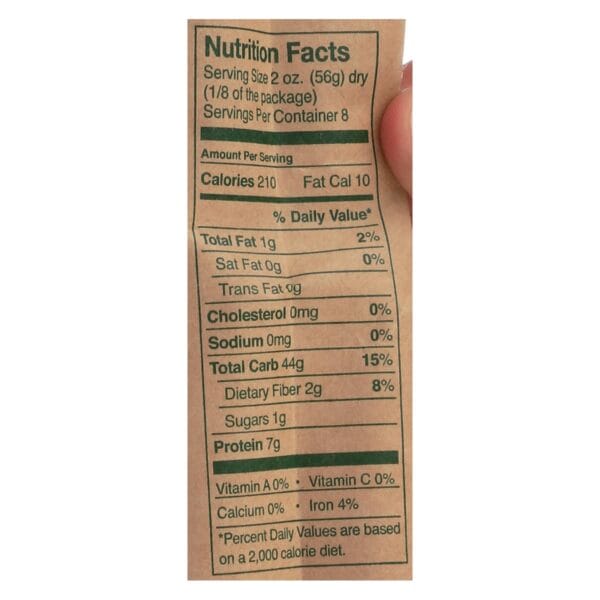 Nutrition Facts
Serving Size 2 oz. (56g) dry
(1/8 of the package)
Servings Per Container 8
Amount Per Serving
Calories 210 Fat Cal 10
% Daily Value*
Total Fat 1g 2%
Sat Fat 0g 0%
Trans Fat 0g
Cholesterol 0mg 0%
Sodium 0mg 0%
Total Carb 44g 15%
Dietary Fiber 2g 8%
Sugars 1g
Protein 7g
Vitamin A 0% • Vitamin C 0%
Calcium 0% • Iron 4%
*Percent Daily Values are based
on a 2,000 calorie diet.